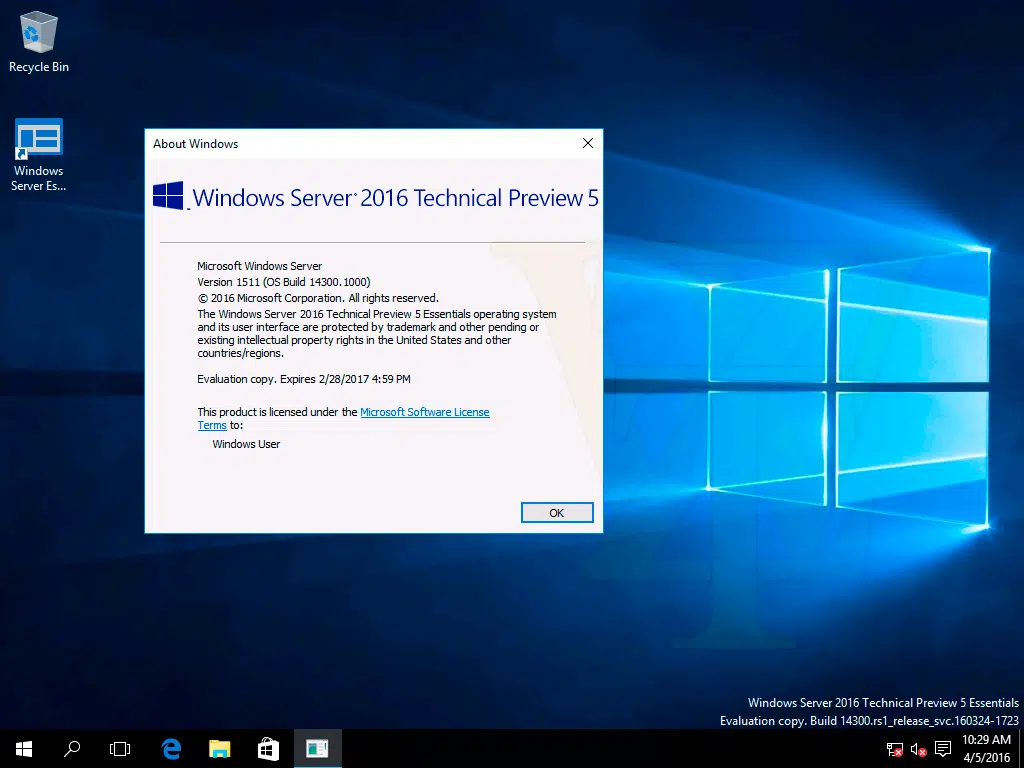 Recycle Bin
Windows
Server Es...
About Windows
Windows Server 2016 Technical Preview 5
Microsoft Windows Server
Version 1511 (OS Build 14300.1000)
© 2016 Microsoft Corporation. All rights reserved.
The Windows Server 2016 Technical Preview 5 Essentials operating system
and its user interface are protected by trademark and other pending or
existing intellectual property rights in the United States and other
countries/regions.
Evaluation copy. Expires 2/28/2017 4:59 PM
This product is licensed under the Microsoft Software License
Terms to:
Windows User
OK
Windows Server 2016 Technical Preview 5 Essentials
Evaluation copy. Build 14300.rs1_release_svc.160324-1723
10:29 AM
4/5/2016